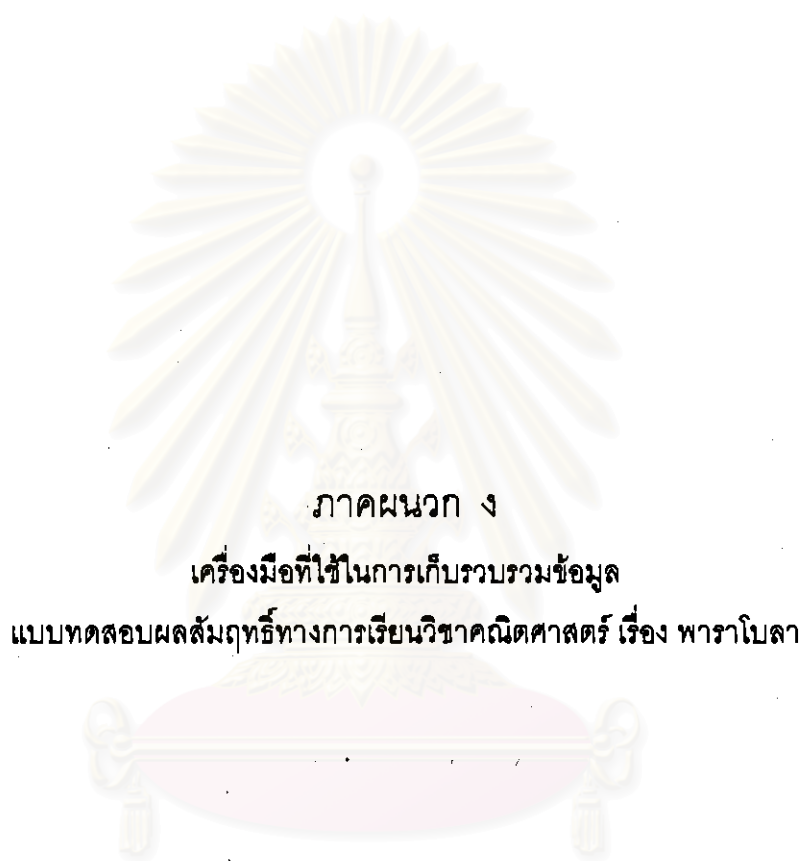 ภาคผนวก ง
เครื่องมือที่ใช้ในการเก็บรวบรวมข้อมูล
แบบทดสอบผลสัมฤทธิ์ทางการเรียนวิชาคณิตศาสตร์ เรื่อง พาราโบลา